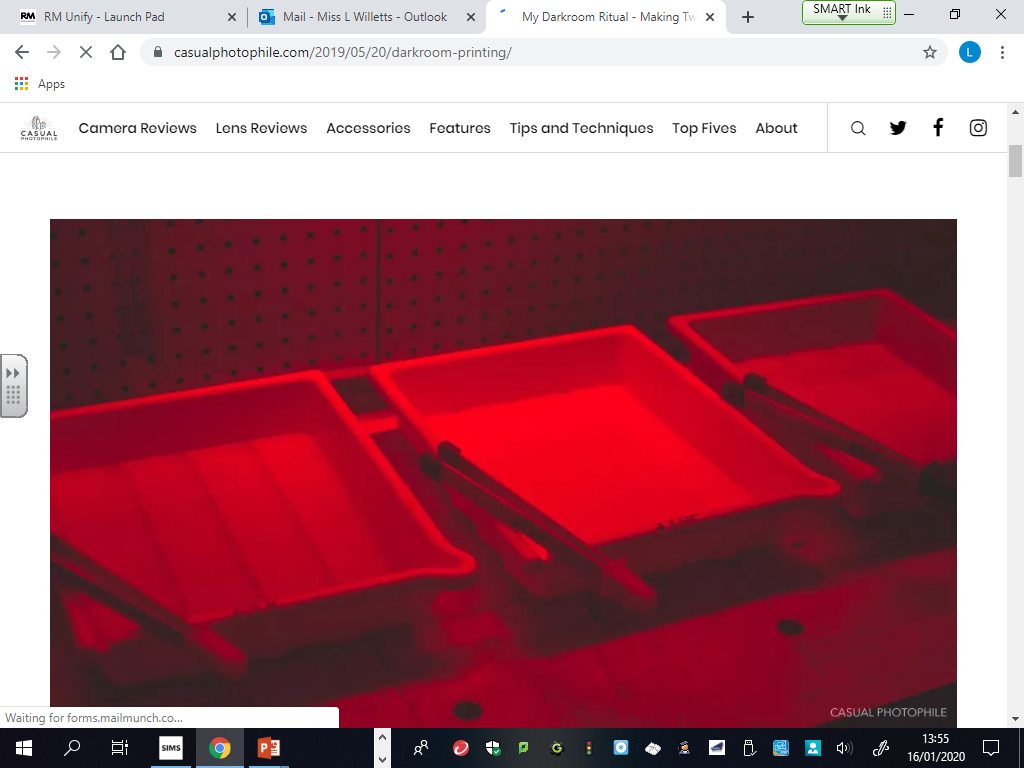 RM RM Unify - Launch Pad
Mail - Miss L Willetts - Outlook
My Darkroom Ritual - Making Tw
SMART Ink
casualphotophile.com/2019/05/20/darkroom-printing/
L
Apps
CASUAL
PHOTOPHILE
Camera Reviews Lens Reviews Accessories Features Tips and Techniques Top Fives About
CASUAL PHOTOPHILE
Waiting for forms.mailmunch.co...
SIMS
13:55
16/01/2020